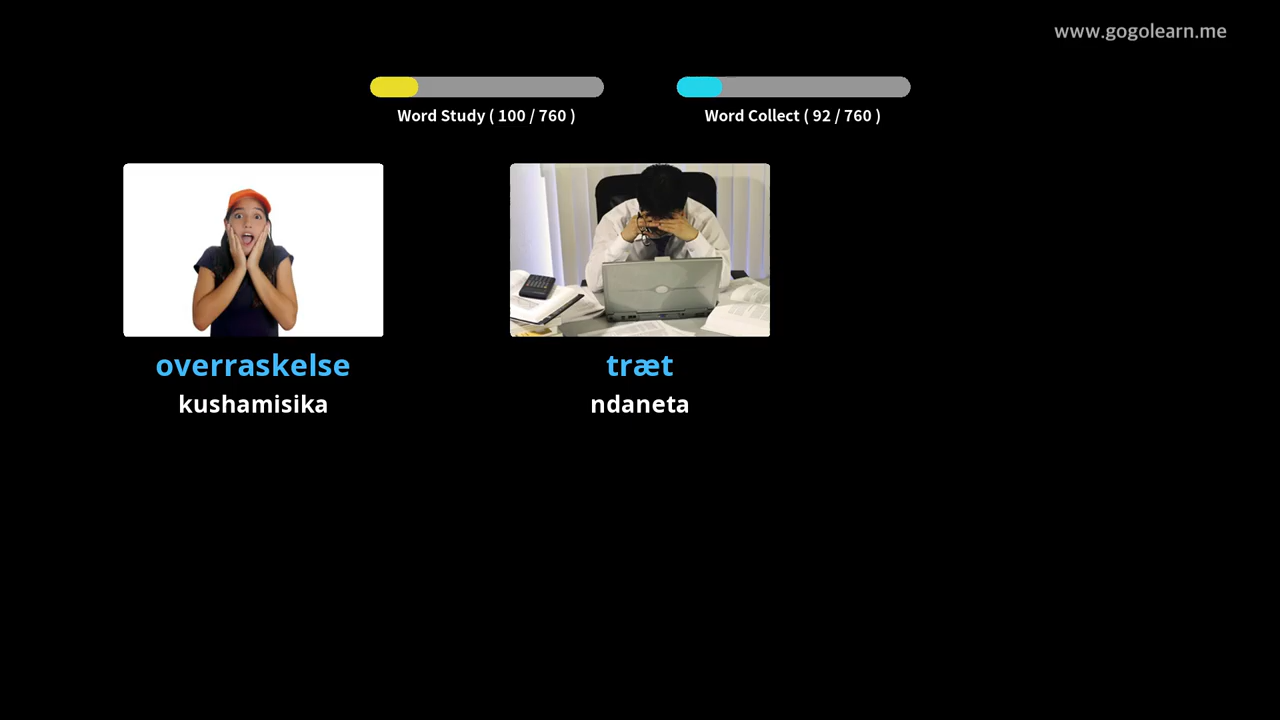 www.gogolearn.me
Word Study ( 100 / 760 )
Word Collect ( 92 / 760 )
overraskelse
kushamisika
træt
ndaneta